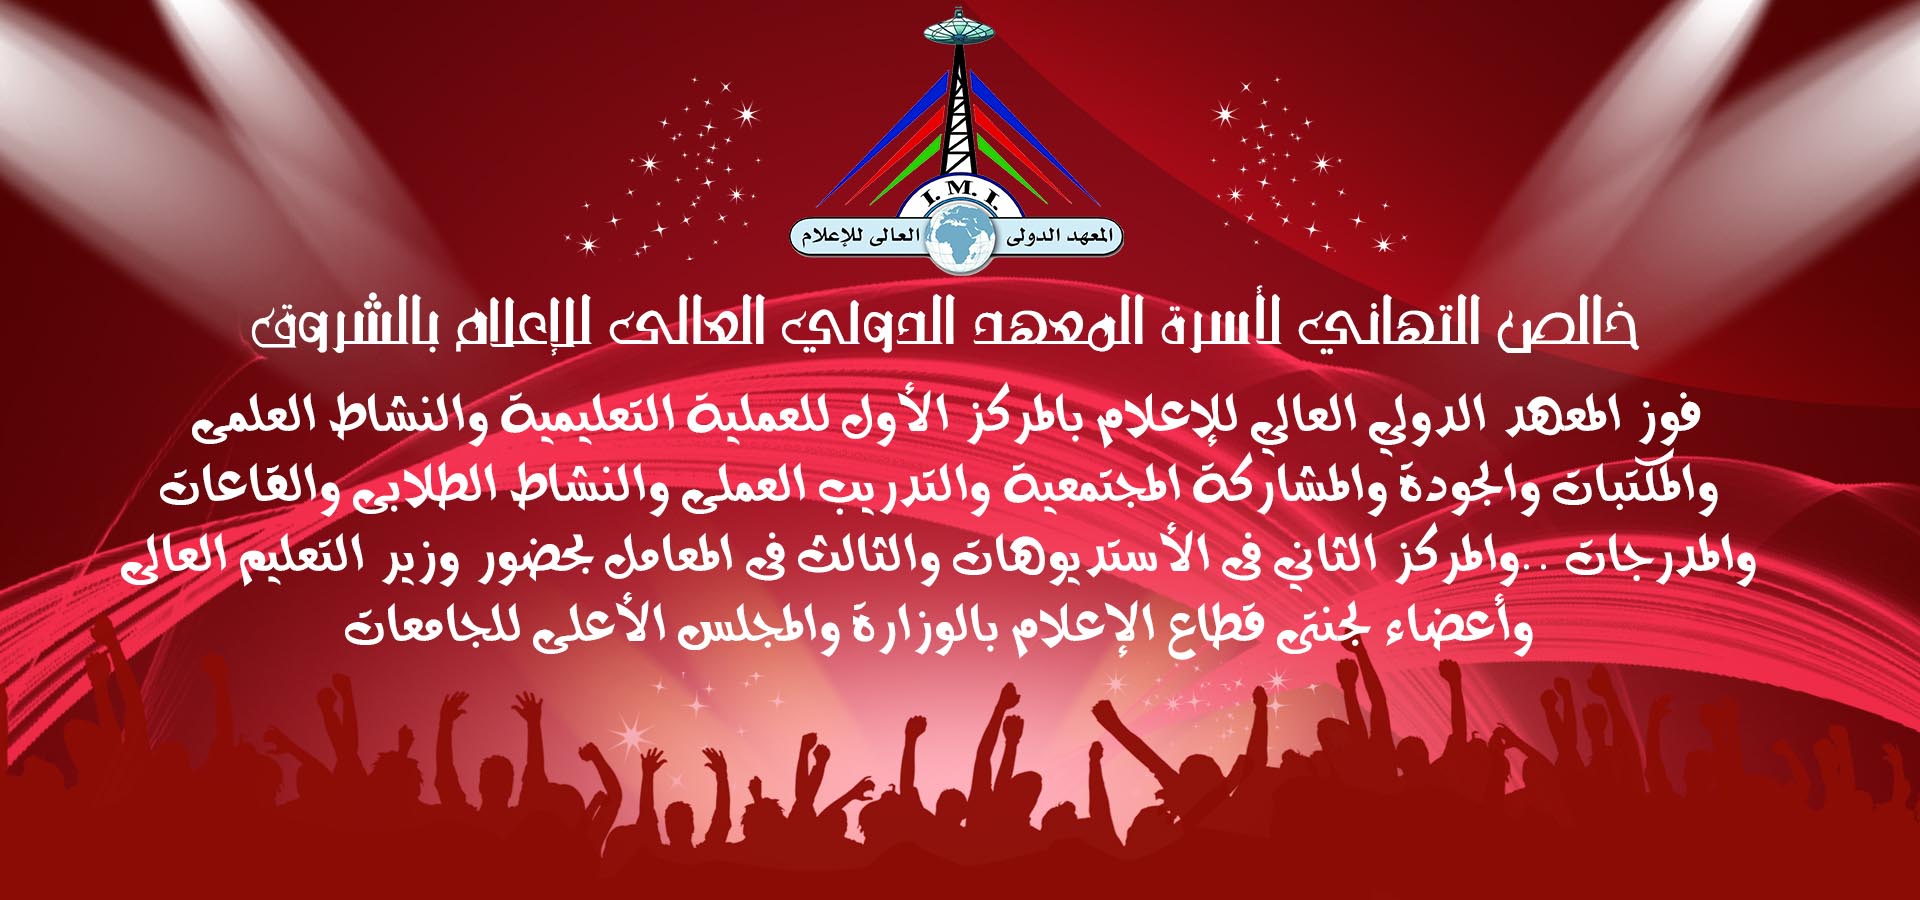 I. M. I.
المعهد الدولى العالى للإعلام
خالص التهاني لأسرة المعهد الدولي العالى للإعلام بالشروق
فوز المعهد الدولي العالي للإعلام بالمركز الأول للعملية التعليمية والنشاط العلمى
والمكتبات والجودة والمشاركة المجتمعية والتدريب العملى والنشاط الطلابى والقاعات
والمدرجات ..والمركز الثاني فى الأستديوهات والثالث فى المعامل بحضور وزير التعليم العالى
وأعضاء لجنتى قطاع الإعلام بالوزارة والمجلس الأعلى للجامعات